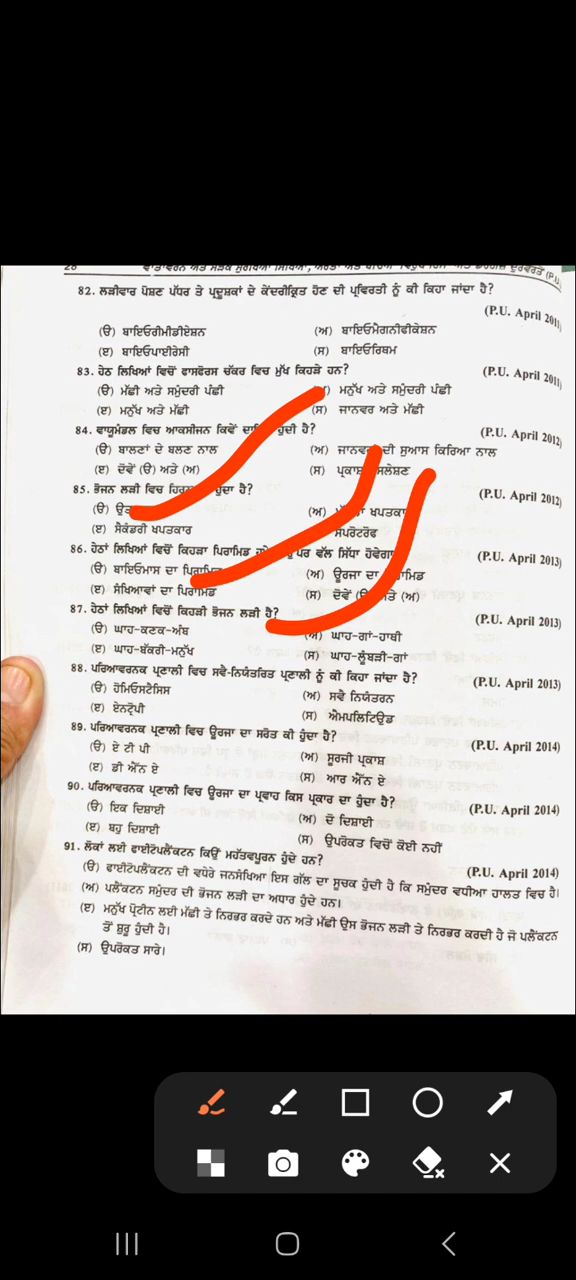 28
82. ਲੜੀਵਾਰ ਪੋਸ਼ਣ ਪੱਧਰ ਤੇ ਪ੍ਰਦੂਸ਼ਕਾਂ ਦੇ ਕੇਂਦਰੀਕ੍ਰਿਤ ਹੋਣ ਦੀ ਪ੍ਰਵਿਰਤੀ ਨੂੰ ਕੀ ਕਿਹਾ ਜਾਂਦਾ ਹੈ?
(P.U. April 2011)
(ੳ) ਬਾਇਓਰੀਮੀਡੀਏਸ਼ਨ (ਅ) ਬਾਇਓਮੈਗਨੀਫੀਕੇਸ਼ਨ
(ੲ) ਬਾਇਓਪਾਈਰੇਸੀ (ਸ) ਬਾਇਓਰਿਥਮ
83. ਹੇਠ ਲਿਖਿਆਂ ਵਿਚੋਂ ਫਾਸਫੋਰਸ ਚੱਕਰ ਵਿਚ ਮੁੱਖ ਕਿਹੜੇ ਹਨ? (P.U. April 2011)
(ੳ) ਮੱਛੀ ਅਤੇ ਸਮੁੰਦਰੀ ਪੰਛੀ ਮਨੁੱਖ ਅਤੇ ਸਮੁੰਦਰੀ ਪੰਛੀ
(ੲ) ਮਨੁੱਖ ਅਤੇ ਮੱਛੀ (ਸ) ਜਾਨਵਰ ਅਤੇ ਮੱਛੀ
84. ਵਾਯੂਮੰਡਲ ਵਿਚ ਆਕਸੀਜਨ ਕਿਵੇਂ ਹੁੰਦੀ ਹੈ? (P.U. April 2012)
(ੳ) ਬਾਲਣਾਂ ਦੇ ਬਲਣ ਨਾਲ (ਅ) ਜਾਨਵਰਾਂ ਦੀ ਸੁਆਸ ਕਿਰਿਆ ਨਾਲ
(ੲ) ਦੋਵੇਂ (ੳ) ਅਤੇ (ਅ) (ਸ)
85. ਭੋਜਨ ਲੜੀ ਵਿਚ ਹਿਰਨ ਹੁੰਦਾ ਹੈ? (P.U. April 2012)
(ੳ) (ਅ) ਖਪਤਕਾਰ
(ੲ) ਸੈਕੰਡਰੀ ਖਪਤਕਾਰ ਸਪਰੋਟਰੋਫ
86. ਹੇਠਾਂ ਲਿਖਿਆਂ ਵਿਚੋਂ ਕਿਹੜਾ ਪਿਰਾਮਿਡ ਵੱਲ ਸਿੱਧਾ ਹੋਵੇਗਾ (P.U. April 2013)
(ੳ) ਬਾਇਓਮਾਸ ਦਾ ਪਿਰਾਮਿਡ (ਅ) ਊਰਜਾ ਦਾ ਪਿਰਾਮਿਡ
(ੲ) ਸੰਖਿਆਵਾਂ ਦਾ ਪਿਰਾਮਿਡ (ਸ) ਦੋਵੇਂ (ੳ) ਅਤੇ (ਅ)
87. ਹੇਠਾਂ ਲਿਖਿਆਂ ਵਿਚੋਂ ਕਿਹੜੀ ਭੋਜਨ ਲੜੀ ਹੈ? (P.U. April 2013)
(ੳ) ਘਾਹ-ਕਣਕ-ਅੰਬ (ਅ) ਘਾਹ-ਗਾਂ-ਹਾਥੀ
(ੲ) ਘਾਹ-ਬੱਕਰੀ-ਮਨੁੱਖ (ਸ) ਘਾਹ-ਲੂੰਬੜੀ-ਗਾਂ
88. ਪਰਿਆਵਰਨਕ ਪ੍ਰਣਾਲੀ ਵਿਚ ਸਵੈ-ਨਿਯੰਤਰਿਤ ਪ੍ਰਣਾਲੀ ਨੂੰ ਕੀ ਕਿਹਾ ਜਾਂਦਾ ਹੈ? (P.U. April 2013)
(ੳ) ਹੋਮਿਓਸਟੈਸਿਸ (ਅ) ਸਵੈ ਨਿਯੰਤਰਨ
(ੲ) ਏਨਟ੍ਰੌਪੀ (ਸ) ਐਮਪਲਿਟਿਊਡ
89. ਪਰਿਆਵਰਨਕ ਪ੍ਰਣਾਲੀ ਵਿਚ ਊਰਜਾ ਦਾ ਸਰੋਤ ਕੀ ਹੁੰਦਾ ਹੈ? (P.U. April 2014)
(ੳ) ਏ ਟੀ ਪੀ (ਅ) ਸੂਰਜੀ ਪ੍ਰਕਾਸ਼
(ੲ) ਡੀ ਐੱਨ ਏ (ਸ) ਆਰ ਐੱਨ ਏ
90. ਪਰਿਆਵਰਨਕ ਪ੍ਰਣਾਲੀ ਵਿਚ ਊਰਜਾ ਦਾ ਪ੍ਰਵਾਹ ਕਿਸ ਪ੍ਰਕਾਰ ਦਾ ਹੁੰਦਾ ਹੈ? (P.U. April 2014)
(ੳ) ਇਕ ਦਿਸ਼ਾਈ (ਅ) ਦੋ ਦਿਸ਼ਾਈ
(ੲ) ਬਹੁ ਦਿਸ਼ਾਈ (ਸ) ਉਪਰੋਕਤ ਵਿਚੋਂ ਕੋਈ ਨਹੀਂ
91. ਲੋਕਾਂ ਲਈ ਫਾਈਟੋਪਲੈਂਕਟਨ ਕਿਉਂ ਮਹੱਤਵਪੂਰਨ ਹੁੰਦੇ ਹਨ? (P.U. April 2014)
(ੳ) ਫਾਈਟੋਪਲੈਂਕਟਨ ਦੀ ਵਧੇਰੇ ਜਨਸੰਖਿਆ ਇਸ ਗੱਲ ਦਾ ਸੂਚਕ ਹੁੰਦੀ ਹੈ ਕਿ ਸਮੁੰਦਰ ਵਧੀਆ ਹਾਲਤ ਵਿਚ ਹੈ।
(ਅ) ਪਲੈਂਕਟਨ ਸਮੁੰਦਰ ਦੀ ਭੋਜਨ ਲੜੀ ਦਾ ਅਧਾਰ ਹੁੰਦੇ ਹਨ।
(ੲ) ਮਨੁੱਖ ਪ੍ਰੋਟੀਨ ਲਈ ਮੱਛੀ ਤੇ ਨਿਰਭਰ ਕਰਦੇ ਹਨ ਅਤੇ ਮੱਛੀ ਉਸ ਭੋਜਨ ਲੜੀ ਤੇ ਨਿਰਭਰ ਕਰਦੀ ਹੈ ਜੋ ਪਲੈਂਕਟਨ
ਤੋਂ ਸ਼ੁਰੂ ਹੁੰਦੀ ਹੈ।
(ਸ) ਉਪਰੋਕਤ ਸਾਰੇ।